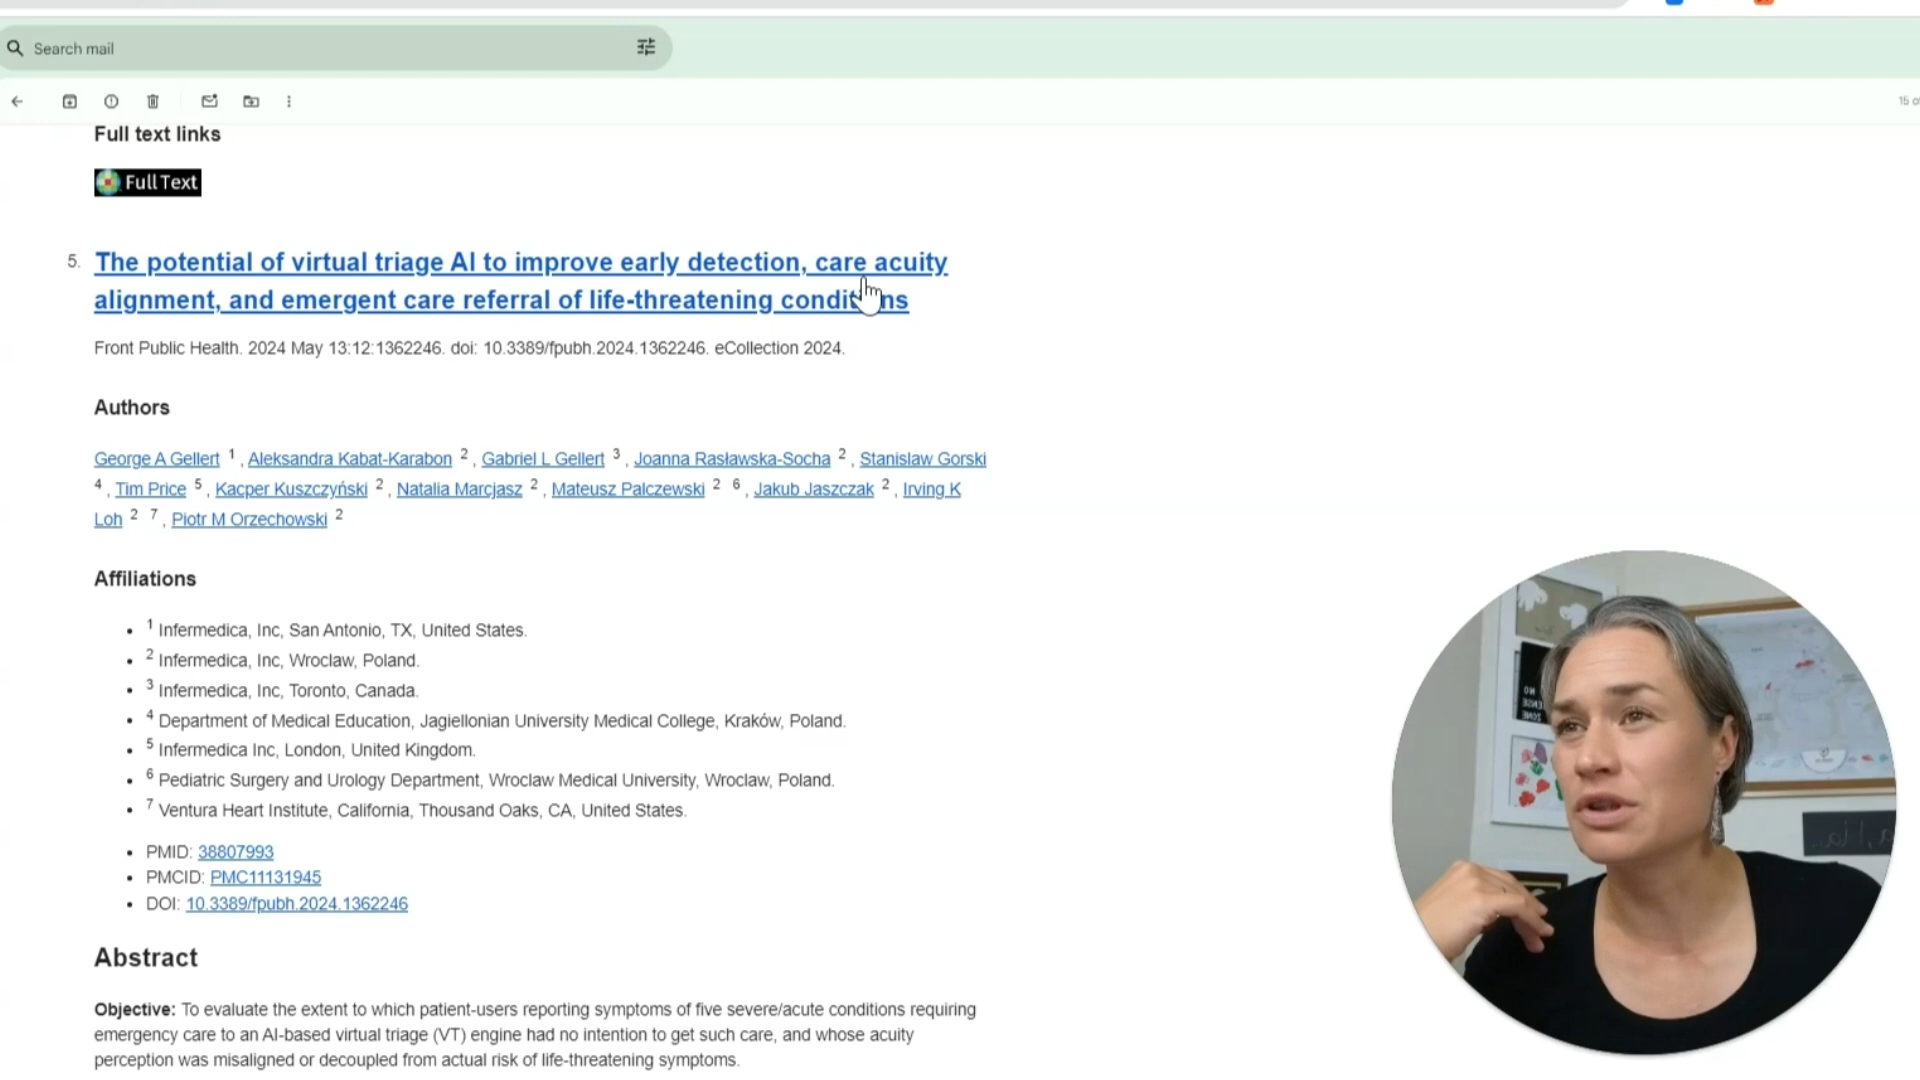 Search mail
15 o
Full text links
Full Text
5. The potential of virtual triage AI to improve early detection, care acuity
alignment, and emergent care referral of life-threatening
Front Public Health. 2024 May 13:12:1362246. doi: 10.3389/fpubh.2024.1362246. eCollection 2024.
Authors
George A Gellert 1 , Aleksandra Kabat-Karabon 2 , Gabriel L Gellert 3 , Joanna Rasławska-Socha 2 , Stanislaw Gorski
4 , Tim Price 5 , Kacper Kuszczyński 2 , Natalia Marcjasz 2 , Mateusz Palczewski 2 6 , Jakub Jaszczak 2 , Irving K
Loh 2 7 , Piotr M Orzechowski 2
Affiliations
• 1 Infermedica, Inc, San Antonio, TX, United States.
• 2 Infermedica, Inc, Wroclaw, Poland.
• 3 Infermedica, Inc, Toronto, Canada.
• 4 Department of Medical Education, Jagiellonian University Medical College, Kraków, Poland.
• 5 Infermedica Inc, London, United Kingdom.
• 6 Pediatric Surgery and Urology Department, Wroclaw Medical University, Wroclaw, Poland.
• 7 Ventura Heart Institute, California, Thousand Oaks, CA, United States.
• PMID: 38807993
• PMCID: PMC11131945
• DOI: 10.3389/fpubh.2024.1362246
Abstract
Objective: To evaluate the extent to which patient-users reporting symptoms of five severe/acute conditions requiring
emergency care to an AI-based virtual triage (VT) engine had no intention to get such care, and whose acuity
perception was misaligned or decoupled from actual risk of life-threatening symptoms.